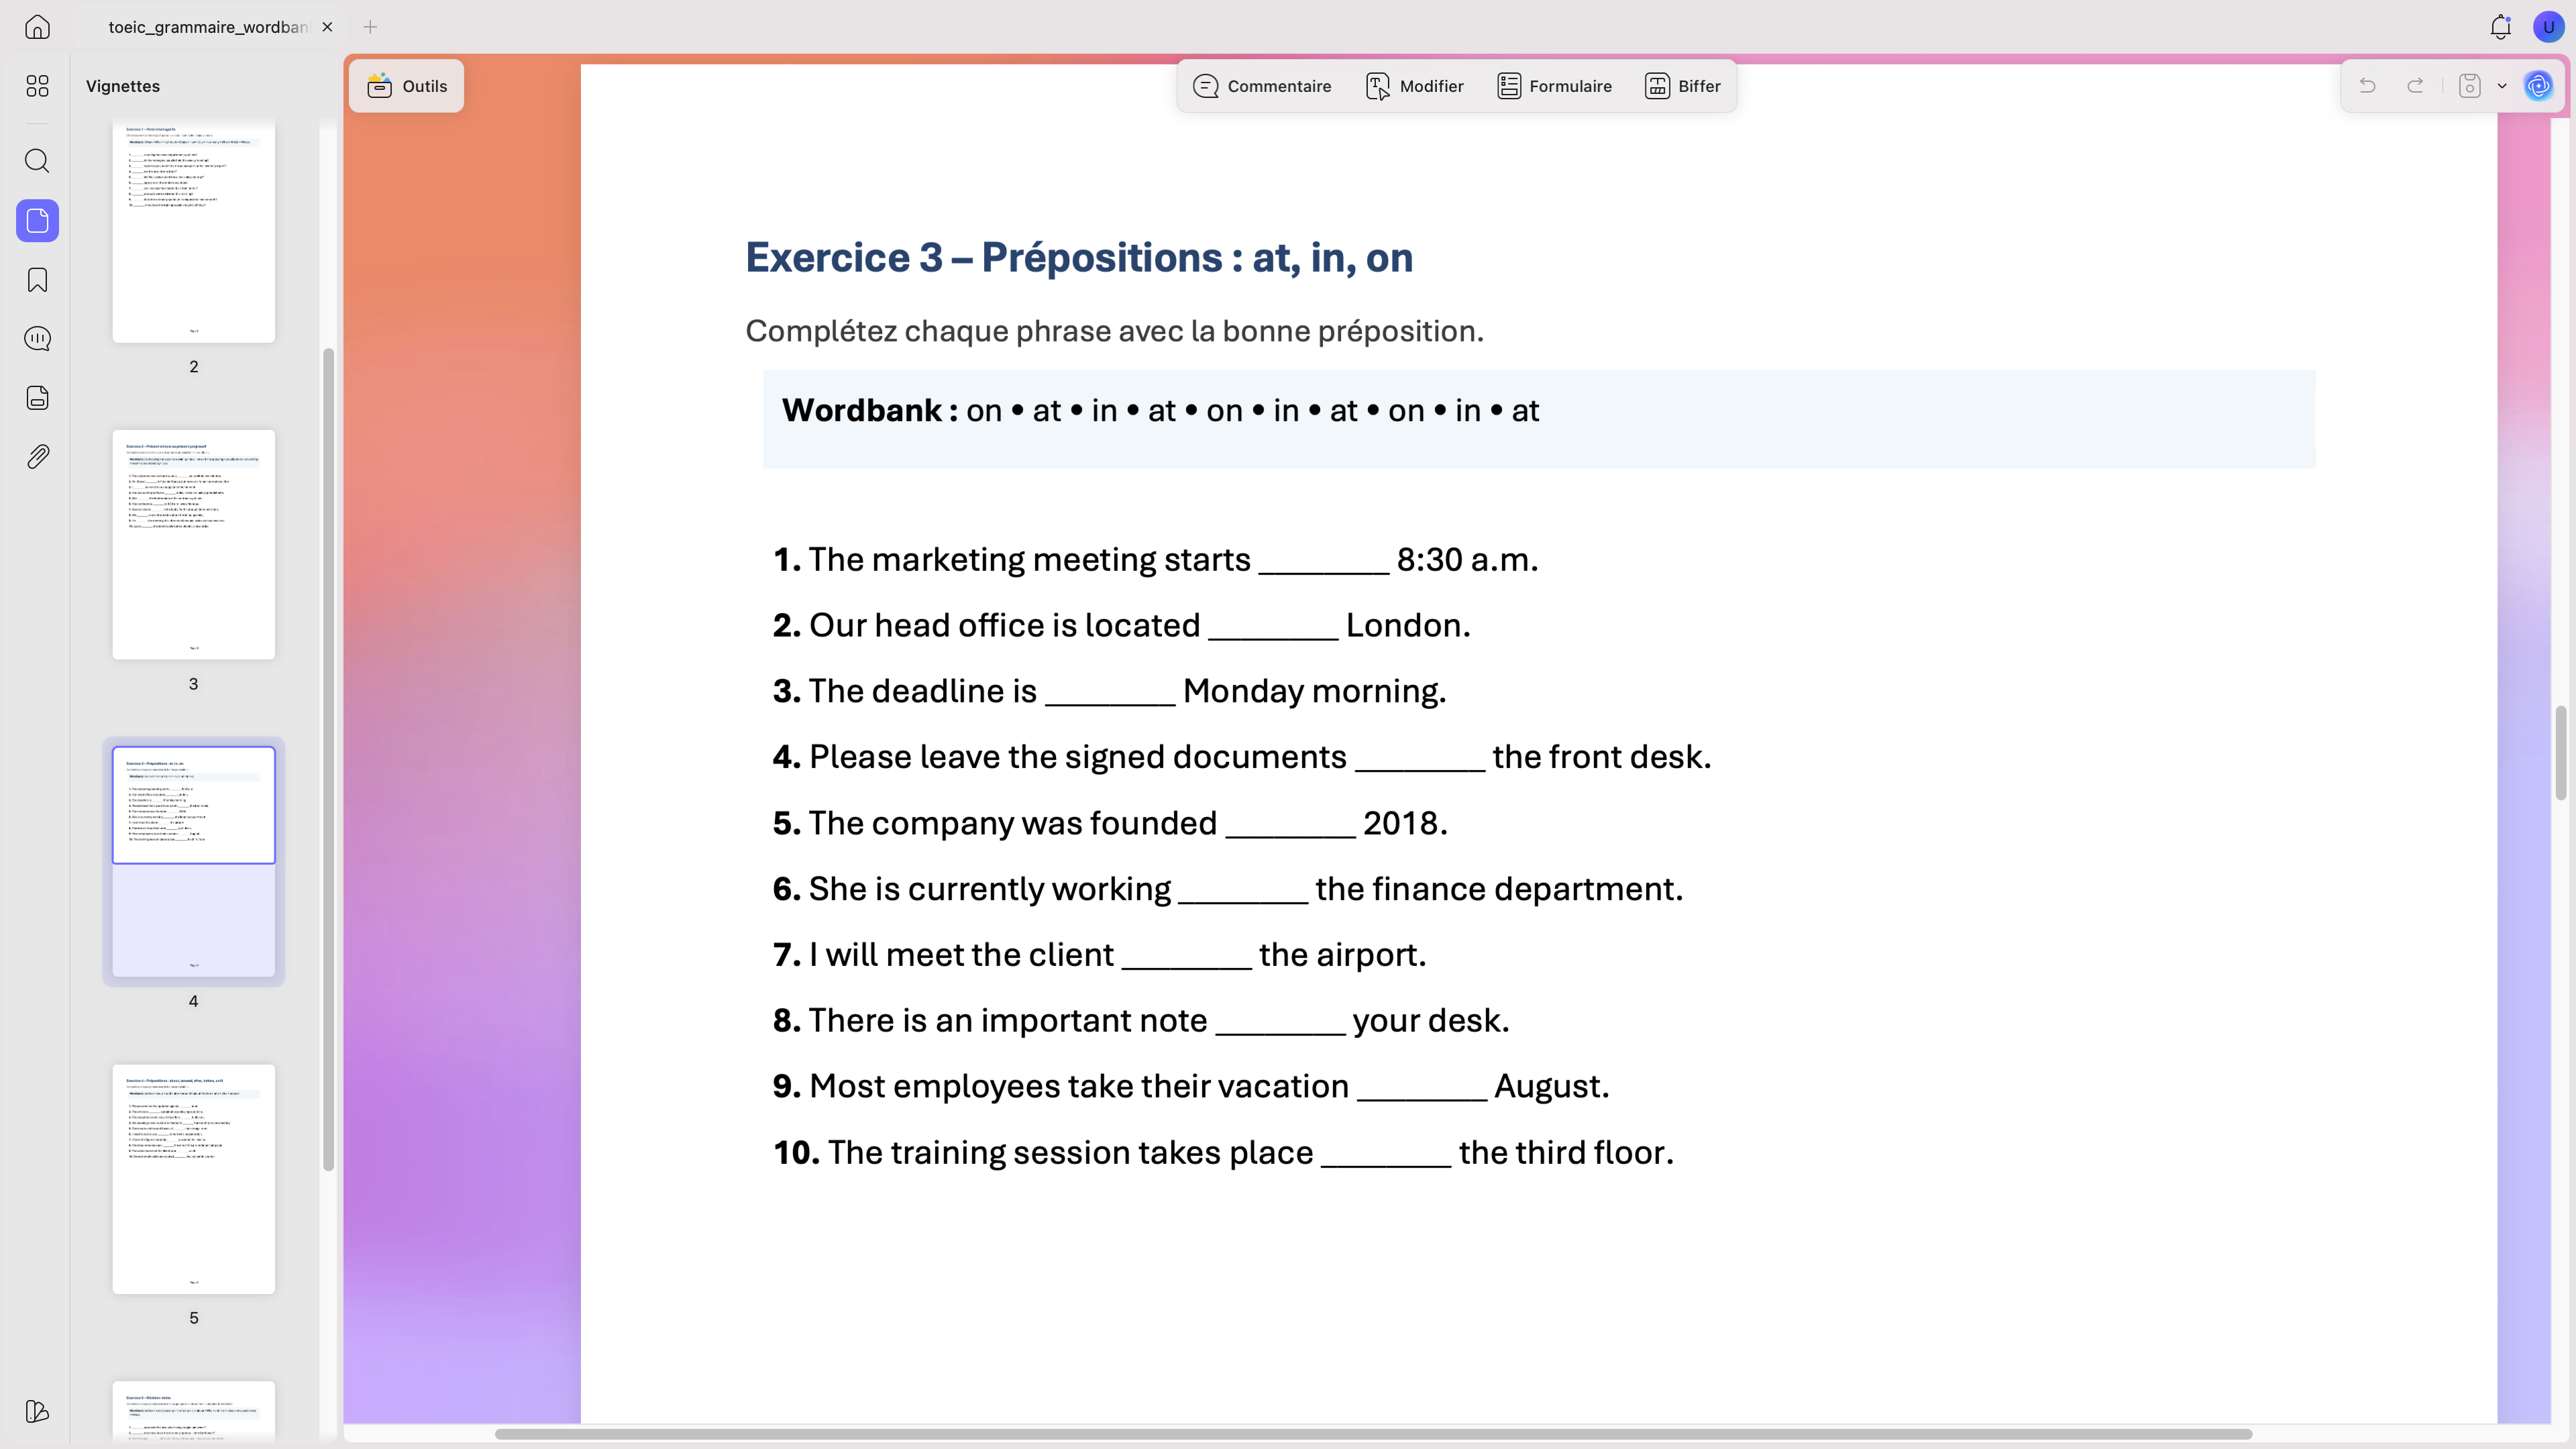 toeic_grammaire_wordban
U
Vignettes
Outils
Commentaire
Modifier
Formulaire
Biffer
2
3
4
5
Exercice 3 – Prépositions : at, in, on
Complétez chaque phrase avec la bonne préposition.
Wordbank : on • at • in • at • on • in • at • on • in • at
1. The marketing meeting starts ________ 8:30 a.m.
2. Our head office is located ________ London.
3. The deadline is ________ Monday morning.
4. Please leave the signed documents ________ the front desk.
5. The company was founded ________ 2018.
6. She is currently working ________ the finance department.
7. I will meet the client ________ the airport.
8. There is an important note ________ your desk.
9. Most employees take their vacation ________ August.
10. The training session takes place ________ the third floor.